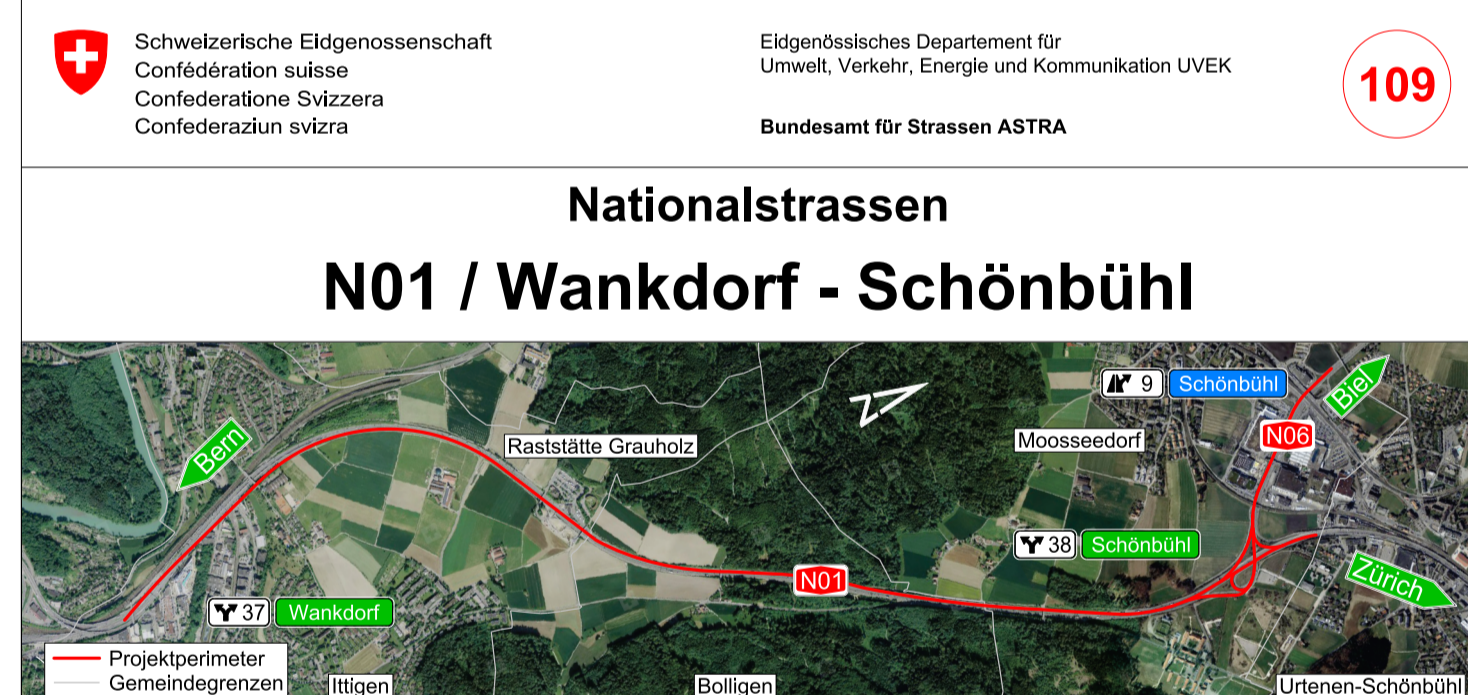 Schweizerische Eidgenossenschaft
Confédération suisse
Confederatione Svizzera
Confederaziun svizra
Eidgenössisches Departement für
Umwelt, Verkehr, Energie und Kommunikation UVEK
Bundesamt für Strassen ASTRA
109
Nationalstrassen
N01 / Wankdorf - Schönbühl
9 Schönbühl
Biel
Bern
Raststätte Grauholz
N
Moosseedorf
N06
38 Schönbühl
Zürich
N01
37 Wankdorf
Projektperimeter
Gemeindegrenzen
Ittigen
Bolligen
Urtenen-Schönbühl